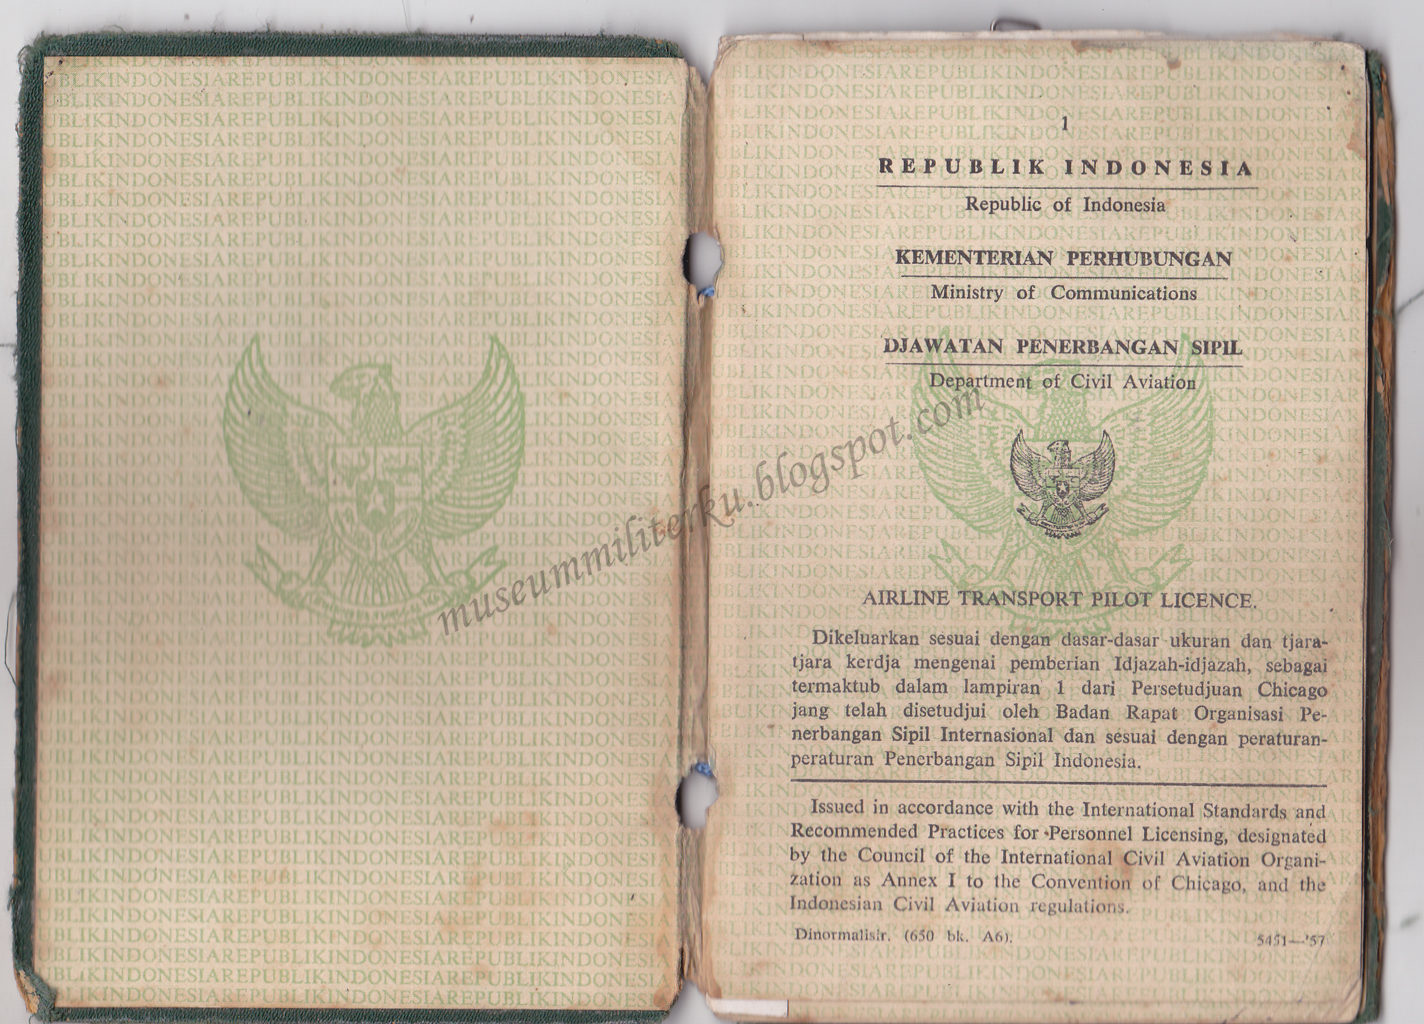 1
REPUBLIK INDONESIA
Republic of Indonesia
KEMENTERIAN PERHUBUNGAN
Ministry of Communications
DJAWATAN PENERBANGAN SIPIL
Department of Civil Aviation
museummiliterku.blogspot.com
AIRLINE TRANSPORT PILOT LICENCE.
Dikeluarkan sesuai dengan dasar-dasar ukuran dan tjara-
tjara kerdja mengenai pemberian Idjazah-idjazah, sebagai
termaktub dalam lampiran 1 dari Persetudjuan Chicago
jang telah disetudjui oleh Badan Rapat Organisasi Pe-
nerbangan Sipil Internasional dan sesuai dengan peraturan-
peraturan Penerbangan Sipil Indonesia.
Issued in accordance with the International Standards and
Recommended Practices for Personnel Licensing, designated
by the Council of the International Civil Aviation Organi-
zation as Annex I to the Convention of Chicago, and the
Indonesian Civil Aviation regulations.
Dinormalisir. (650 bk. A6). 5451—'57